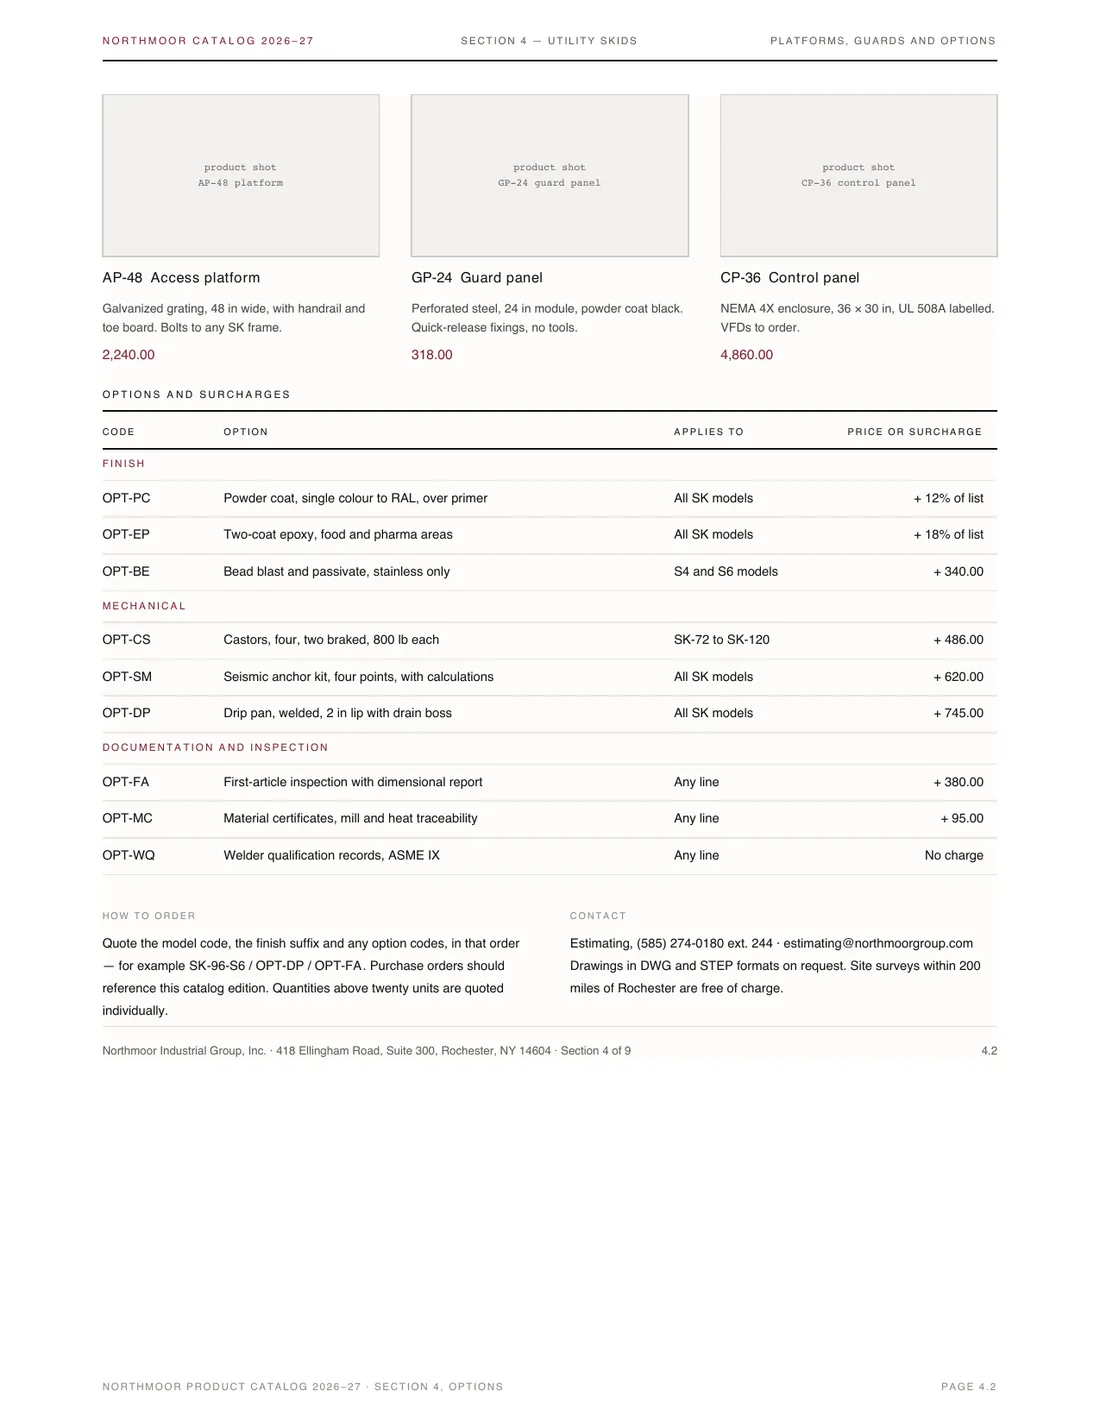 NORTHMOOR CATALOG 2026–27
SECTION 4 — UTILITY SKIDS
PLATFORMS, GUARDS AND OPTIONS
product shot
AP-48 platform
product shot
GP-24 guard panel
product shot
CP-36 control panel
AP-48 Access platform
Galvanized grating, 48 in wide, with handrail and
toe board. Bolts to any SK frame.
2,240.00
GP-24 Guard panel
Perforated steel, 24 in module, powder coat black.
Quick-release fixings, no tools.
318.00
CP-36 Control panel
NEMA 4X enclosure, 36 × 30 in, UL 508A labelled.
VFDs to order.
4,860.00
OPTIONS AND SURCHARGES
CODE OPTION APPLIES TO PRICE OR SURCHARGE
FINISH
OPT-PC Powder coat, single colour to RAL, over primer All SK models + 12% of list
OPT-EP Two-coat epoxy, food and pharma areas All SK models + 18% of list
OPT-BE Bead blast and passivate, stainless only S4 and S6 models + 340.00
MECHANICAL
OPT-CS Castors, four, two braked, 800 lb each SK-72 to SK-120 + 486.00
OPT-SM Seismic anchor kit, four points, with calculations All SK models + 620.00
OPT-DP Drip pan, welded, 2 in lip with drain boss All SK models + 745.00
DOCUMENTATION AND INSPECTION
OPT-FA First-article inspection with dimensional report Any line + 380.00
OPT-MC Material certificates, mill and heat traceability Any line + 95.00
OPT-WQ Welder qualification records, ASME IX Any line No charge
HOW TO ORDER
Quote the model code, the finish suffix and any option codes, in that order
— for example SK-96-S6 / OPT-DP / OPT-FA. Purchase orders should
reference this catalog edition. Quantities above twenty units are quoted
individually.
CONTACT
Estimating, (585) 274-0180 ext. 244 · estimating@northmoorgroup.com
Drawings in DWG and STEP formats on request. Site surveys within 200
miles of Rochester are free of charge.
Northmoor Industrial Group, Inc. · 418 Ellingham Road, Suite 300, Rochester, NY 14604 · Section 4 of 9 4.2
NORTHMOOR PRODUCT CATALOG 2026–27 · SECTION 4, OPTIONS PAGE 4.2